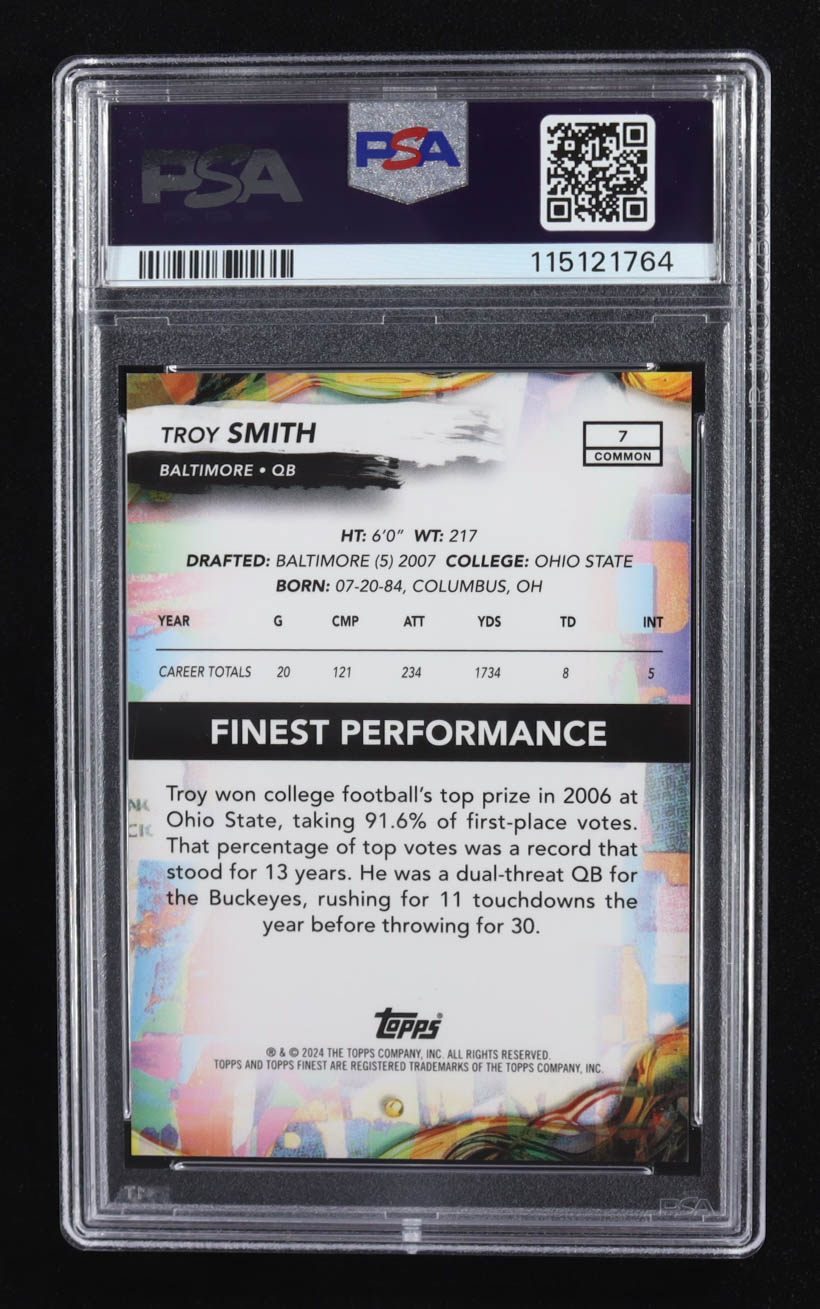 PSA
PSA
115121764
TROY SMITH
BALTIMORE • QB
7
COMMON
HT: 6'0" WT: 217
DRAFTED: BALTIMORE (5) 2007 COLLEGE: OHIO STATE
BORN: 07-20-84, COLUMBUS, OH
YEAR G CMP ATT YDS TD INT
CAREER TOTALS 20 121 234 1734 8 5
FINEST PERFORMANCE
Troy won college football's top prize in 2006 at
Ohio State, taking 91.6% of first-place votes.
That percentage of top votes was a record that
stood for 13 years. He was a dual-threat QB for
the Buckeyes, rushing for 11 touchdowns the
year before throwing for 30.
topps®
® & © 2024 THE TOPPS COMPANY, INC. ALL RIGHTS RESERVED.
TOPPS AND TOPPS FINEST ARE REGISTERED TRADEMARKS OF THE TOPPS COMPANY, INC.
PSA